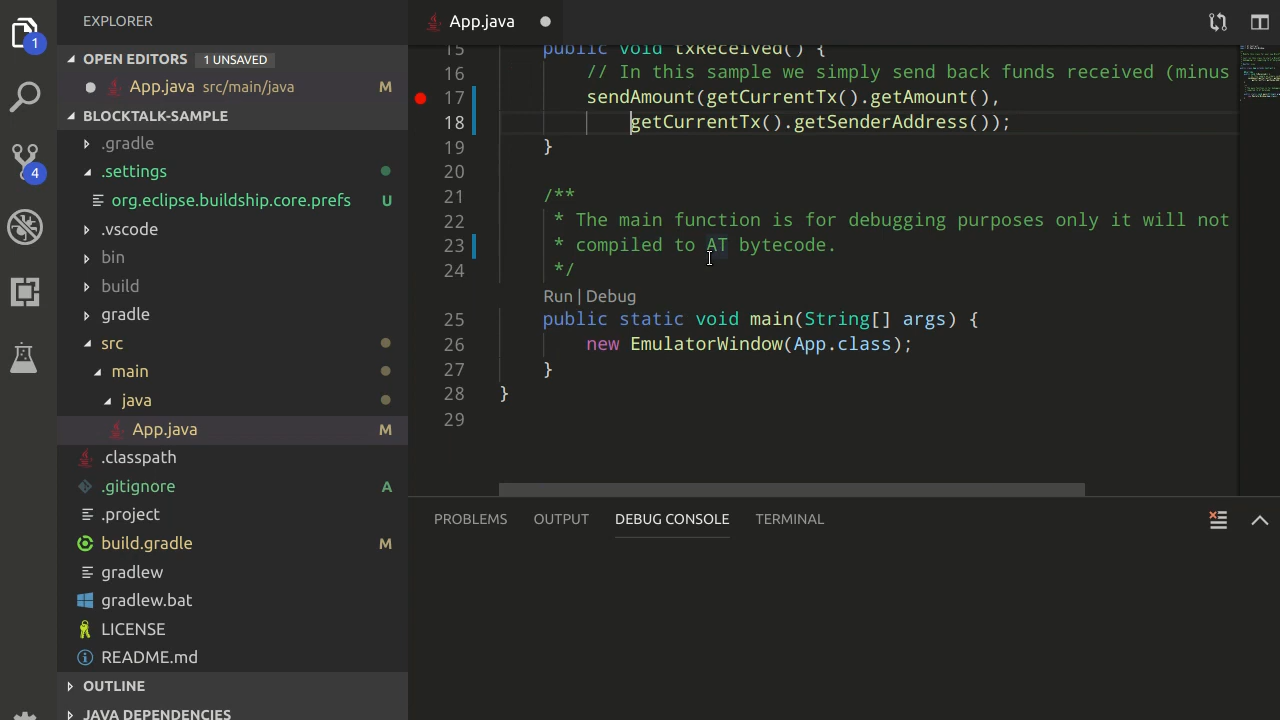 EXPLORER
1
OPEN EDITORS 1 UNSAVED
App.java src/main/java M
BLOCKTALK-SAMPLE
.gradle
4
.settings
org.eclipse.buildship.core.prefs U
.vscode
bin
build
gradle
src
main
java
App.java M
.classpath
.gitignore A
.project
build.gradle M
gradlew
gradlew.bat
LICENSE
README.md
OUTLINE
JAVA DEPENDENCIES
App.java
15 public void txReceived() {
16 // In this sample we simply send back funds received (minus
17 sendAmount(getCurrentTx().getAmount(),
18 getCurrentTx().getSenderAddress());
19 }
20
21 /**
22 * The main function is for debugging purposes only it will not
23 * compiled to AT bytecode.
24 */
Run | Debug
25 public static void main(String[] args) {
26 new EmulatorWindow(App.class);
27 }
28 }
29
PROBLEMS OUTPUT DEBUG CONSOLE TERMINAL